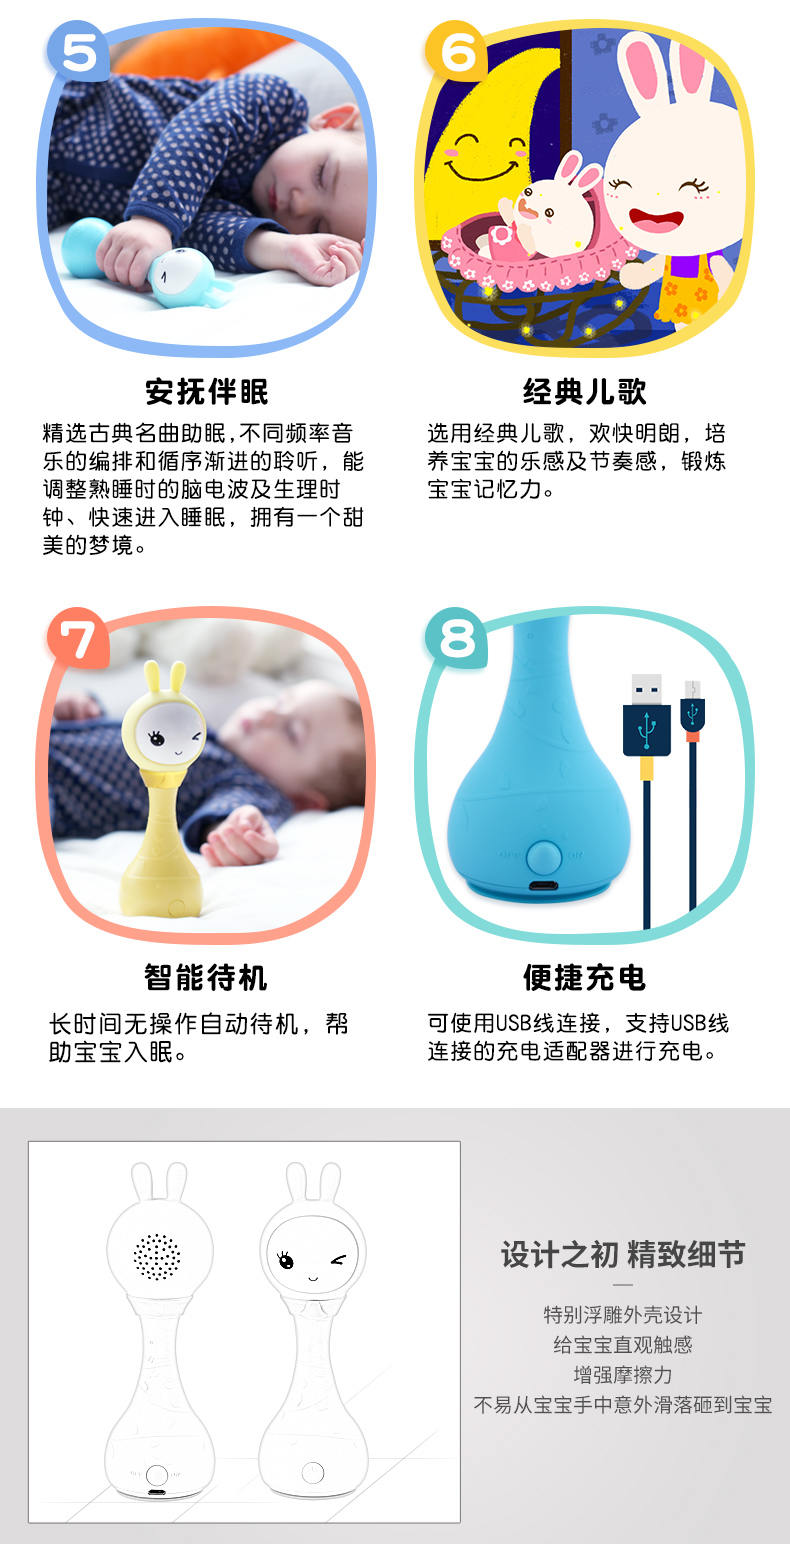 5
安抚伴眠
精选古典名曲助眠,不同频率音
乐的编排和循序渐进的聆听，能
调整熟睡时的脑电波及生理时
钟、快速进入睡眠，拥有一个甜
美的梦境。
6
经典儿歌
选用经典儿歌，欢快明朗，培
养宝宝的乐感及节奏感，锻炼
宝宝记忆力。
7
智能待机
长时间无操作自动待机，帮
助宝宝入眠。
8
便捷充电
可使用USB线连接，支持USB线
连接的充电适配器进行充电。
设计之初 精致细节
特别浮雕外壳设计
给宝宝直观触感
增强摩擦力
不易从宝宝手中意外滑落砸到宝宝